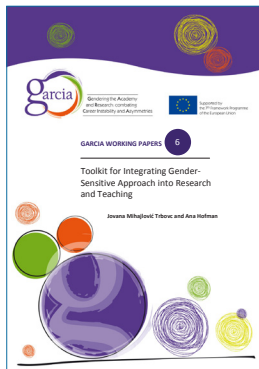 garcia
Gendering the Academy
and Research: combating
Career Instability and Asymmetries
Supported by
the 7th Framework Programme
of the European Union
GARCIA WORKING PAPERS 6
Toolkit for Integrating Gender-
Sensitive Approach into Research
and Teaching
Jovana Mihajlović Trbovc and Ana Hofman